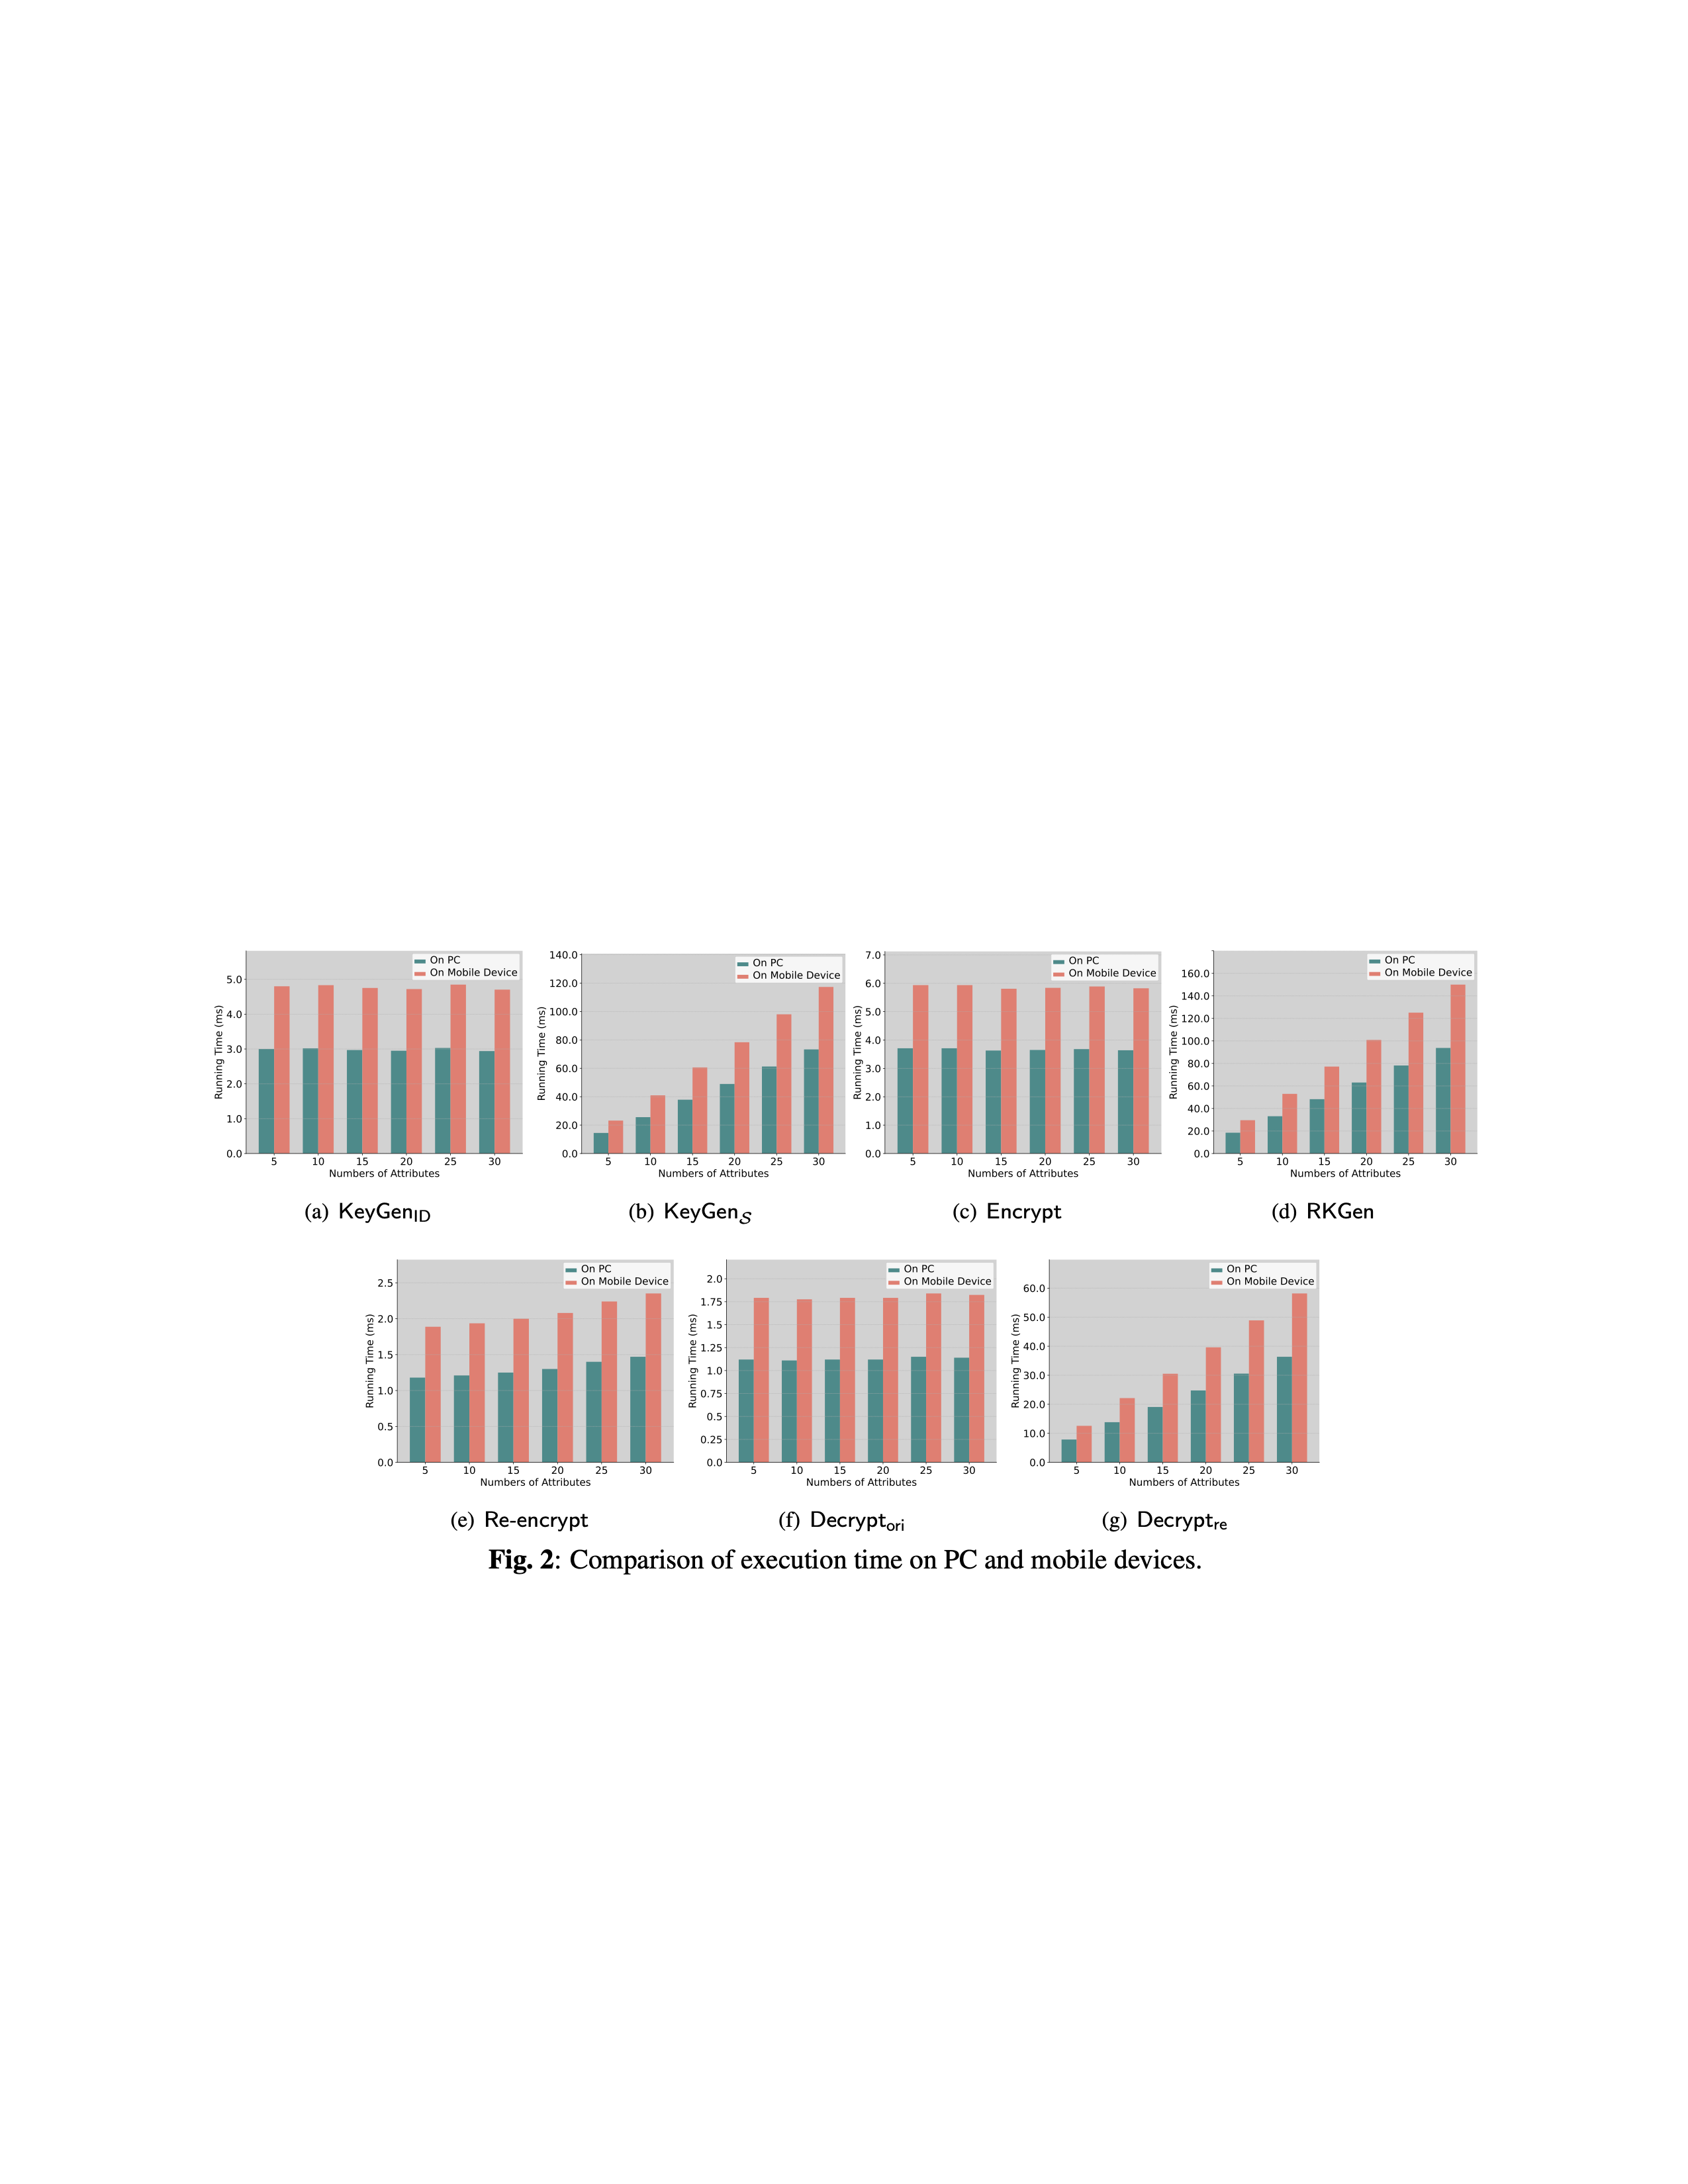 On PC
On Mobile Device
5.0
4.0
3.0
2.0
1.0
0.0
Running Time (ms)
5 10 15 20 25 30
Numbers of Attributes
(a) KeyGenID
On PC
On Mobile Device
140.0
120.0
100.0
80.0
60.0
40.0
20.0
0.0
Running Time (ms)
5 10 15 20 25 30
Numbers of Attributes
(b) KeyGen𝒮
On PC
On Mobile Device
7.0
6.0
5.0
4.0
3.0
2.0
1.0
0.0
Running Time (ms)
5 10 15 20 25 30
Numbers of Attributes
(c) Encrypt
On PC
On Mobile Device
160.0
140.0
120.0
100.0
80.0
60.0
40.0
20.0
0.0
Running Time (ms)
5 10 15 20 25 30
Numbers of Attributes
(d) RKGen
On PC
On Mobile Device
2.5
2.0
1.5
1.0
0.5
0.0
Running Time (ms)
5 10 15 20 25 30
Numbers of Attributes
(e) Re-encrypt
On PC
On Mobile Device
2.0
1.75
1.5
1.25
1.0
0.75
0.5
0.25
0.0
Running Time (ms)
5 10 15 20 25 30
Numbers of Attributes
(f) Decryptori
On PC
On Mobile Device
60.0
50.0
40.0
30.0
20.0
10.0
0.0
Running Time (ms)
5 10 15 20 25 30
Numbers of Attributes
(g) Decryptre
Fig. 2: Comparison of execution time on PC and mobile devices.